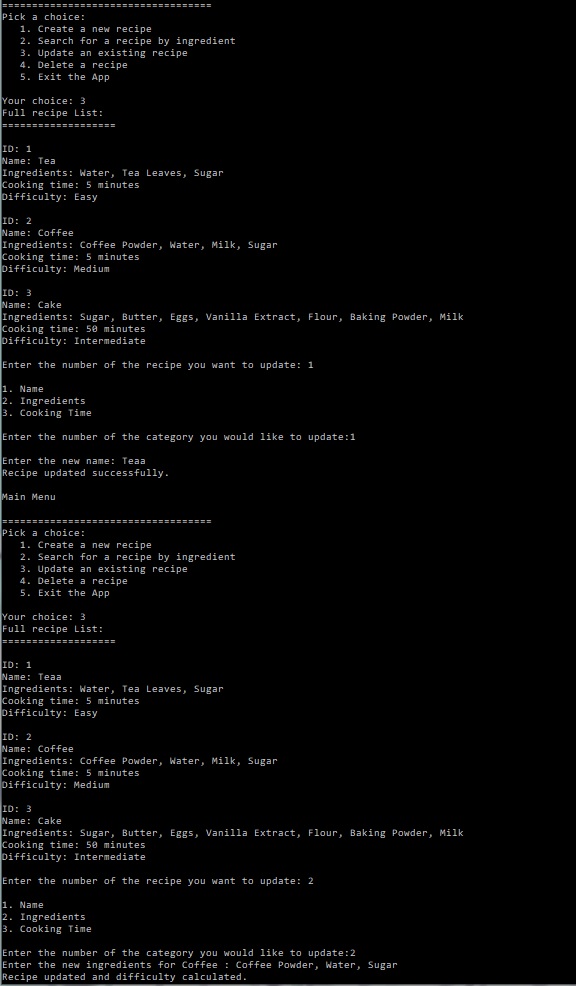 ===================================
Pick a choice:
   1. Create a new recipe
   2. Search for a recipe by ingredient
   3. Update an existing recipe
   4. Delete a recipe
   5. Exit the App
Your choice: 3
Full recipe List:
===================
ID: 1
Name: Tea
Ingredients: Water, Tea Leaves, Sugar
Cooking time: 5 minutes
Difficulty: Easy
ID: 2
Name: Coffee
Ingredients: Coffee Powder, Water, Milk, Sugar
Cooking time: 5 minutes
Difficulty: Medium
ID: 3
Name: Cake
Ingredients: Sugar, Butter, Eggs, Vanilla Extract, Flour, Baking Powder, Milk
Cooking time: 50 minutes
Difficulty: Intermediate
Enter the number of the recipe you want to update: 1
1. Name
2. Ingredients
3. Cooking Time
Enter the number of the category you would like to update:1
Enter the new name: Teaa
Recipe updated successfully.
Main Menu
===================================
Pick a choice:
   1. Create a new recipe
   2. Search for a recipe by ingredient
   3. Update an existing recipe
   4. Delete a recipe
   5. Exit the App
Your choice: 3
Full recipe List:
===================
ID: 1
Name: Teaa
Ingredients: Water, Tea Leaves, Sugar
Cooking time: 5 minutes
Difficulty: Easy
ID: 2
Name: Coffee
Ingredients: Coffee Powder, Water, Milk, Sugar
Cooking time: 5 minutes
Difficulty: Medium
ID: 3
Name: Cake
Ingredients: Sugar, Butter, Eggs, Vanilla Extract, Flour, Baking Powder, Milk
Cooking time: 50 minutes
Difficulty: Intermediate
Enter the number of the recipe you want to update: 2
1. Name
2. Ingredients
3. Cooking Time
Enter the number of the category you would like to update:2
Enter the new ingredients for Coffee : Coffee Powder, Water, Sugar
Recipe updated and difficulty calculated.